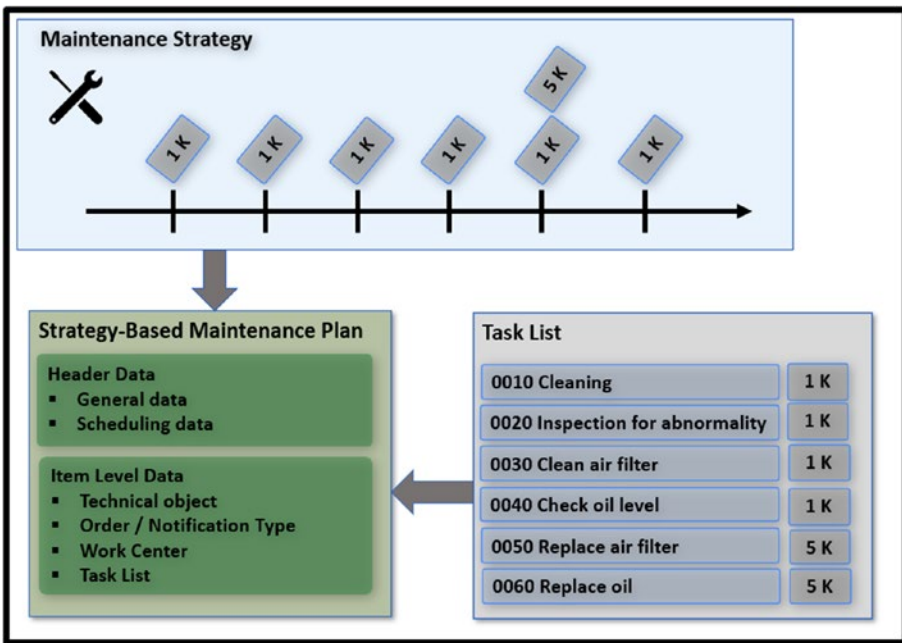 Maintenance Strategy
5 K
1 K 1 K 1 K 1 K 1 K 1 K
Strategy-Based Maintenance Plan
Header Data
▪ General data
▪ Scheduling data
Item Level Data
▪ Technical object
▪ Order / Notification Type
▪ Work Center
▪ Task List
Task List
0010 Cleaning 1 K
0020 Inspection for abnormality 1 K
0030 Clean air filter 1 K
0040 Check oil level 1 K
0050 Replace air filter 5 K
0060 Replace oil 5 K